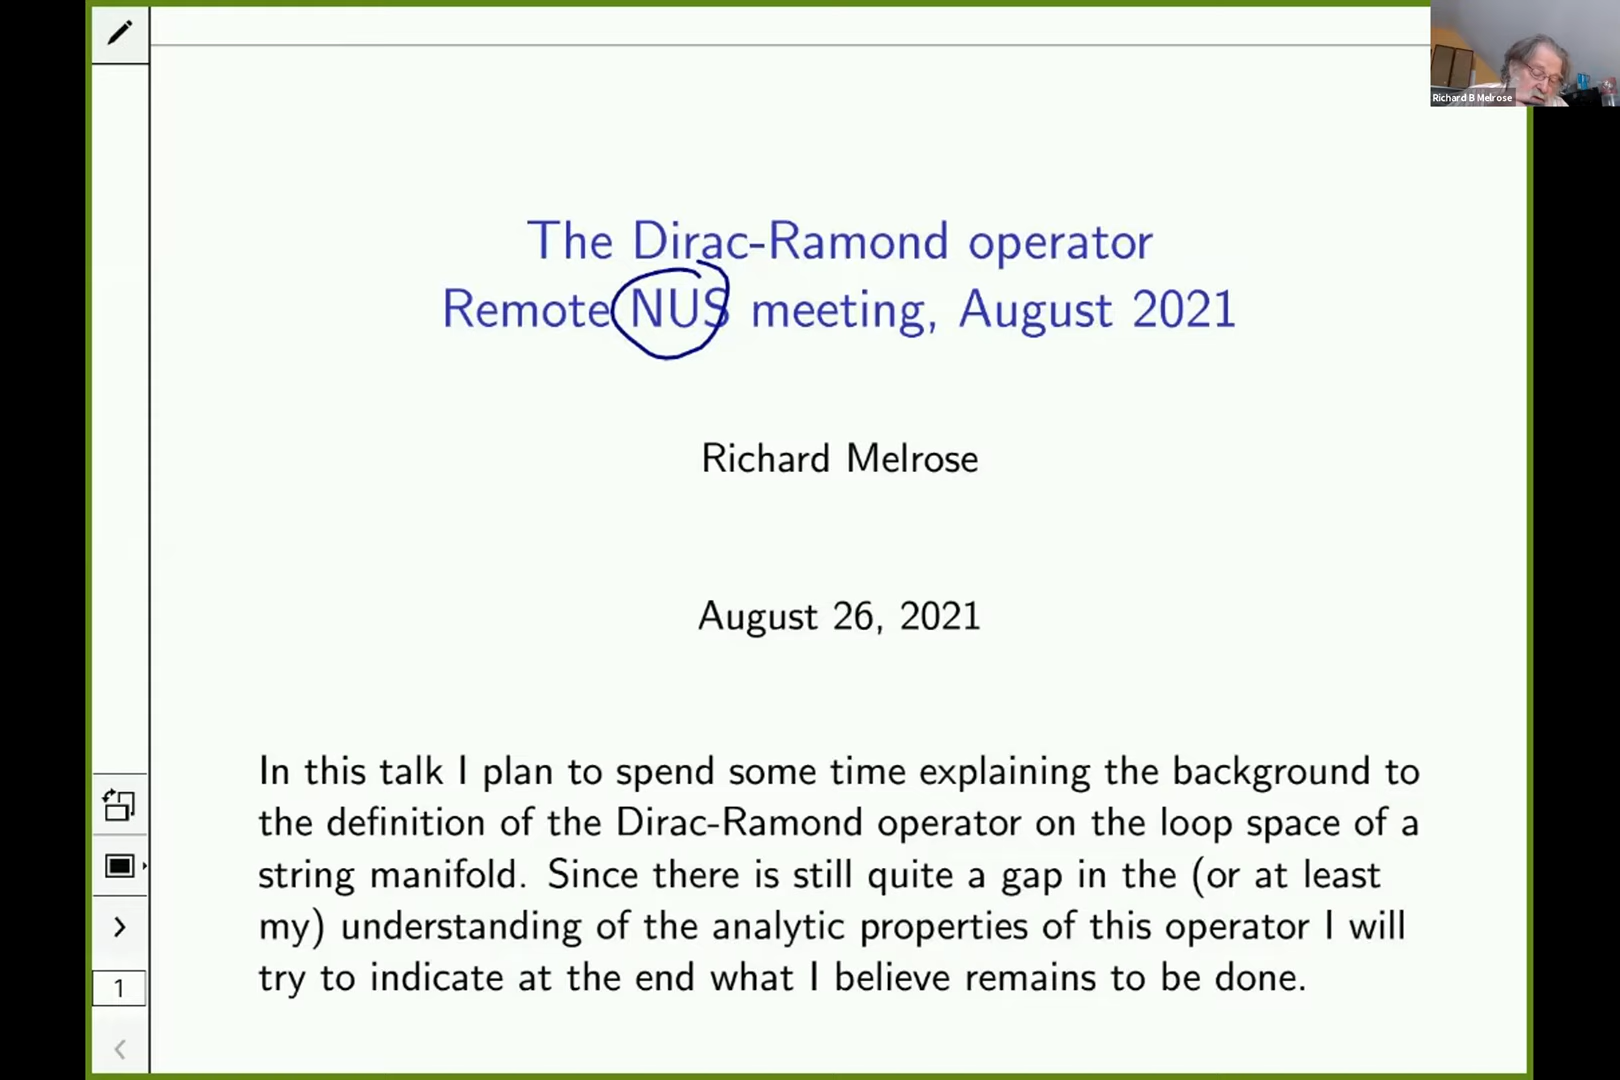 Richard B Melrose
The Dirac-Ramond operator
Remote NUS meeting, August 2021
Richard Melrose
August 26, 2021
In this talk I plan to spend some time explaining the background to
the definition of the Dirac-Ramond operator on the loop space of a
string manifold. Since there is still quite a gap in the (or at least
my) understanding of the analytic properties of this operator I will
try to indicate at the end what I believe remains to be done.
1